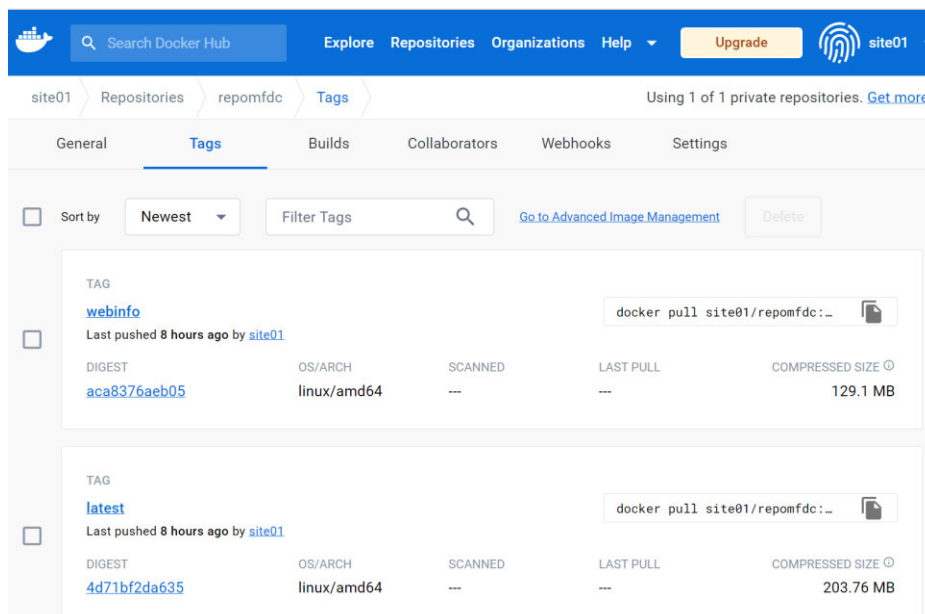 Search Docker Hub Explore Repositories Organizations Help Upgrade site01
site01 Repositories repomfdc Tags Using 1 of 1 private repositories. Get more
General Tags Builds Collaborators Webhooks Settings
Sort by Newest Filter Tags Go to Advanced Image Management Delete
TAG
webinfo docker pull site01/repomfdc:…
Last pushed 8 hours ago by site01
DIGEST OS/ARCH SCANNED LAST PULL COMPRESSED SIZE
aca8376aeb05 linux/amd64 --- --- 129.1 MB
TAG
latest docker pull site01/repomfdc:…
Last pushed 8 hours ago by site01
DIGEST OS/ARCH SCANNED LAST PULL COMPRESSED SIZE
4d71bf2da635 linux/amd64 --- --- 203.76 MB